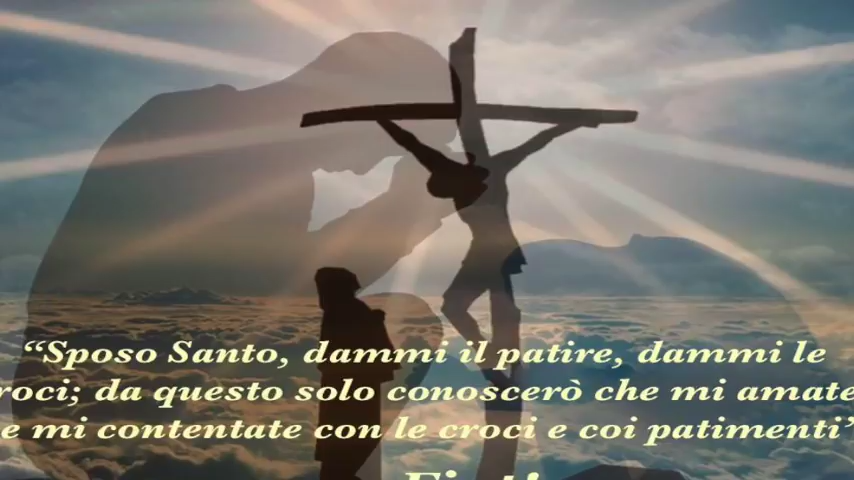 “Sposo Santo, dammi il patire, dammi le
roci; da questo solo conoscerò che mi amate
e mi contentate con le croci e coi patimenti”